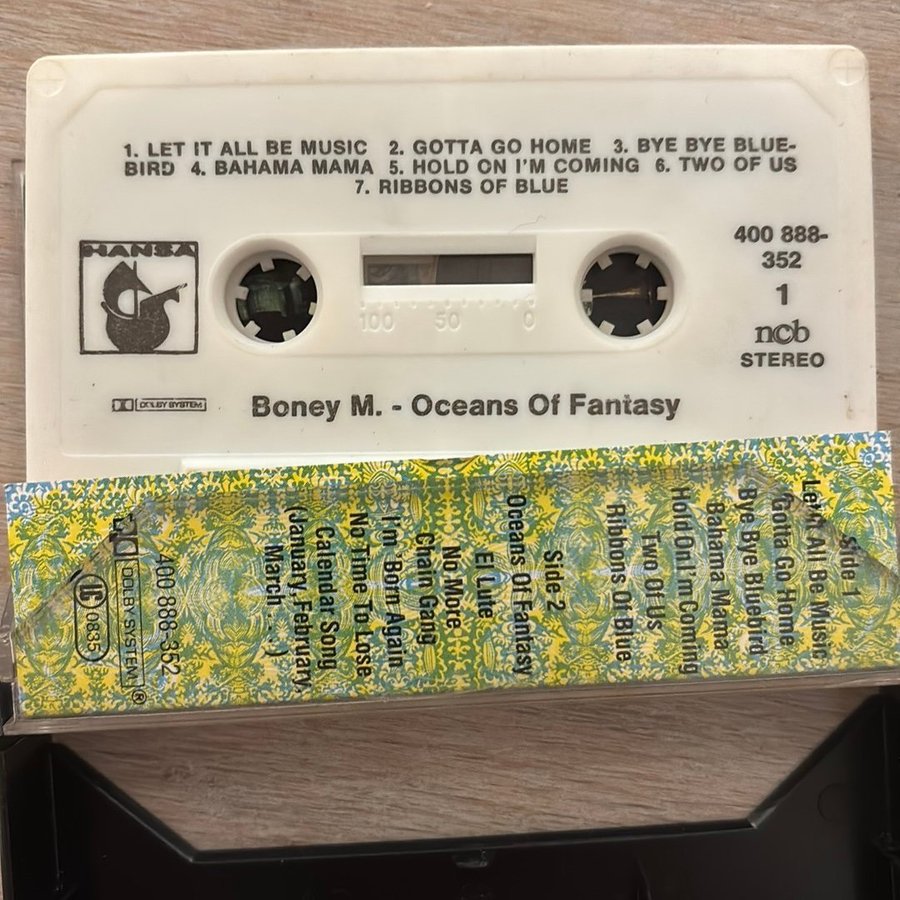 1. LET IT ALL BE MUSIC 2. GOTTA GO HOME 3. BYE BYE BLUE-
BIRD 4. BAHAMA MAMA 5. HOLD ON I'M COMING 6. TWO OF US
7. RIBBONS OF BLUE
HANSA
400 888-
352
1
ncb
STEREO
100 50 0
DOLBY SYSTEM
Boney M. - Oceans Of Fantasy
Side 1
Let It All Be Music
Gotta Go Home
Bye Bye Bluebird
Bahama Mama
Hold On I'm Coming
Two Of Us
Ribbons Of Blue
Side 2
Oceans Of Fantasy
El Lute
No More
Chain Gang
I'm Born Again
No Time To Lose
Calendar Song
(January, February,
March . . .)
400 888-352
DOLBY SYSTEM ®
LC 0835